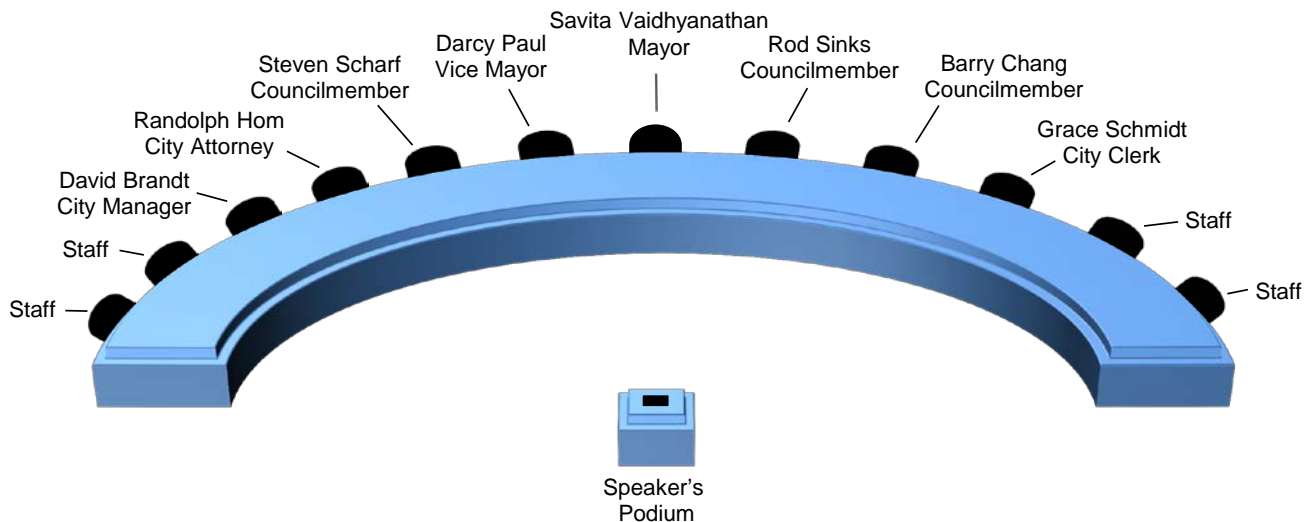 Savita Vaidhyanathan
Mayor
Darcy Paul
Vice Mayor
Rod Sinks
Councilmember
Steven Scharf
Councilmember
Barry Chang
Councilmember
Randolph Hom
City Attorney
Grace Schmidt
City Clerk
David Brandt
City Manager
Staff
Staff
Staff
Staff
Speaker's
Podium